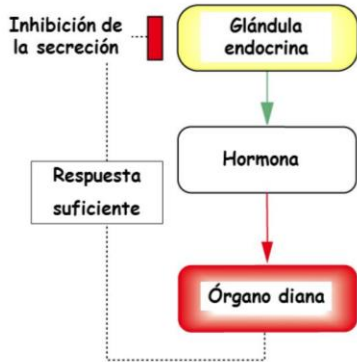 Inhibición de
la secreción
Glándula
endocrina
Hormona
Respuesta
suficiente
Órgano diana